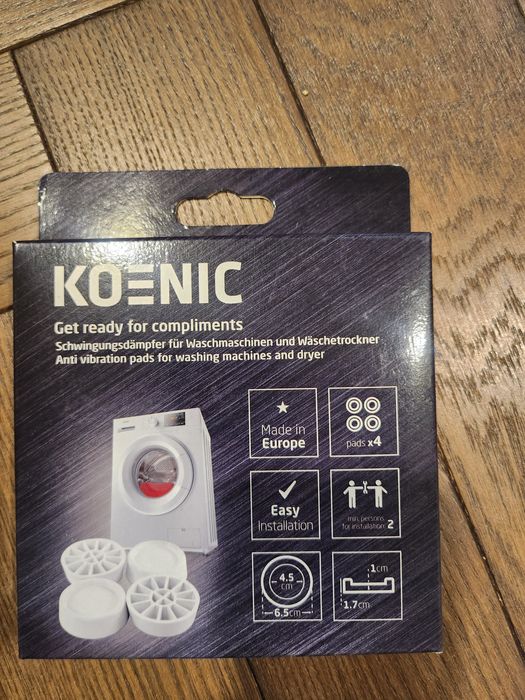 KOENIC
Get ready for compliments
Schwingungsdämpfer für Waschmaschinen und Wäschetrockner
Anti vibration pads for washing machines and dryer
Made in
Europe
pads x4
Easy
Installation
min. persons
for installation: 2
4.5
cm
6.5cm
1cm
1.7cm